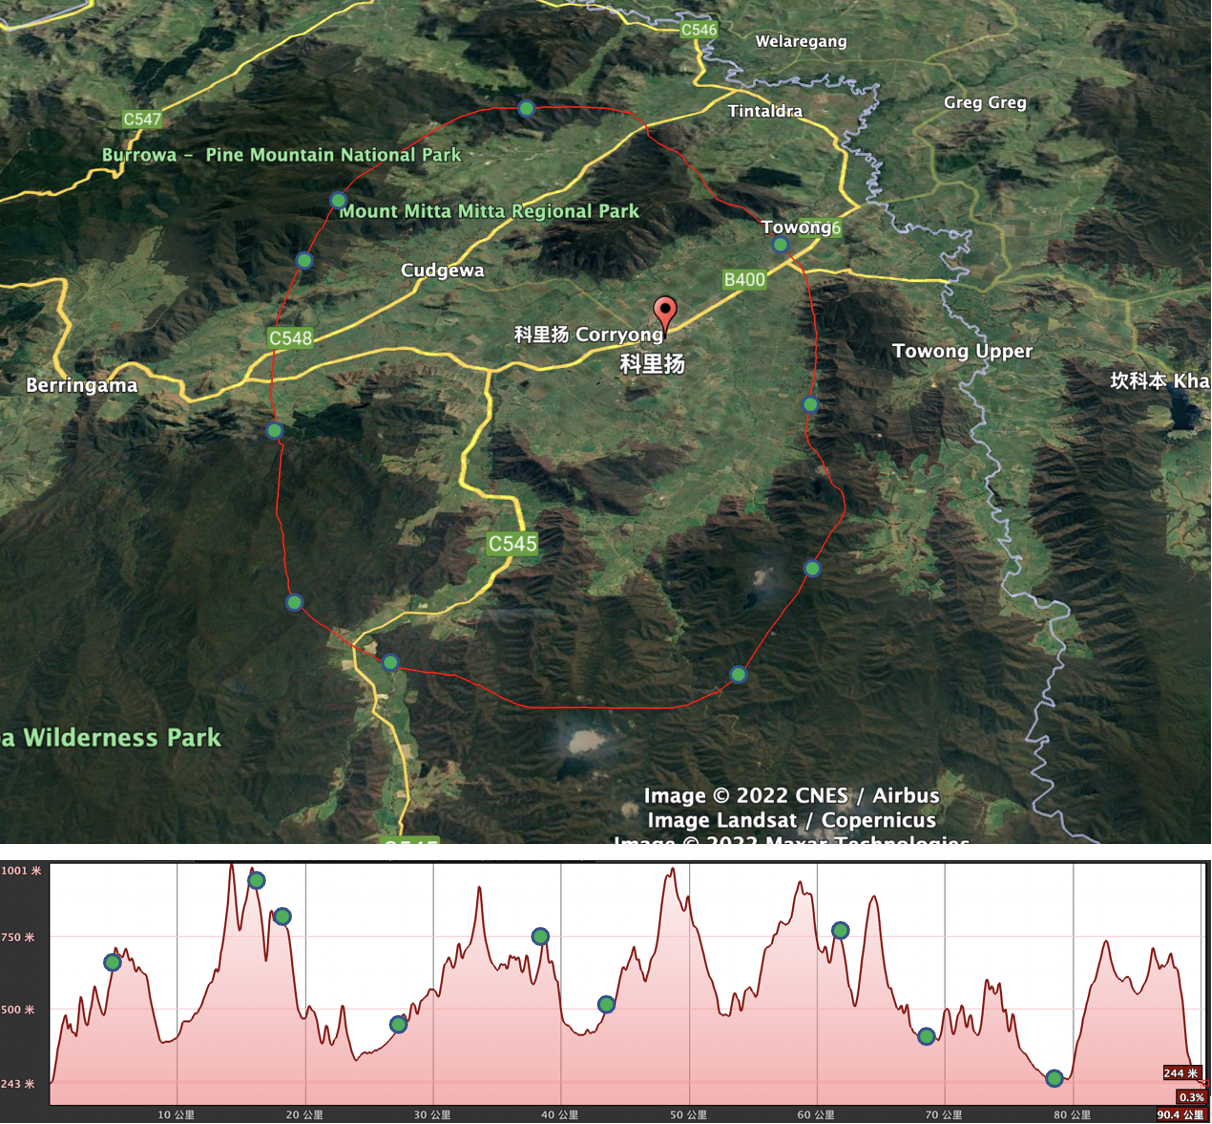 C546
Welaregang
Greg Greg
Tintaldra
C547
Burrowa - Pine Mountain National Park
Mount Mitta Mitta Regional Park
Towong
Cudgewa
B400
科里扬 Corryong
C548
科里扬
Towong Upper
坎科本 Kha
Berringama
C545
a Wilderness Park
Image © 2022 CNES / Airbus
Image Landsat / Copernicus
Image © 2022 Maxar Technologies
1001 米
750 米
500 米
243 米
244 米
0.3%
10 公里
20 公里
30 公里
40 公里
50 公里
60 公里
70 公里
80 公里
90.4 公里